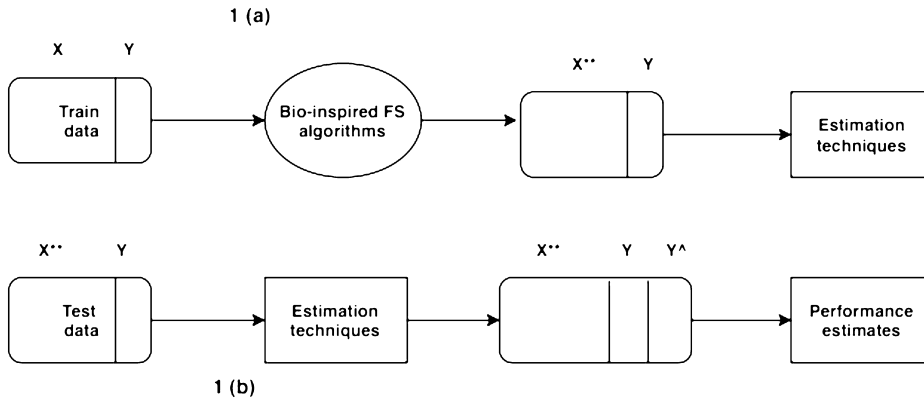 1 (a)
X Y
X·· Y
Train
data
Bio-inspired FS
algorithms
Estimation
techniques
X·· Y
X·· Y Y^
Test
data
Estimation
techniques
Performance
estimates
1 (b)